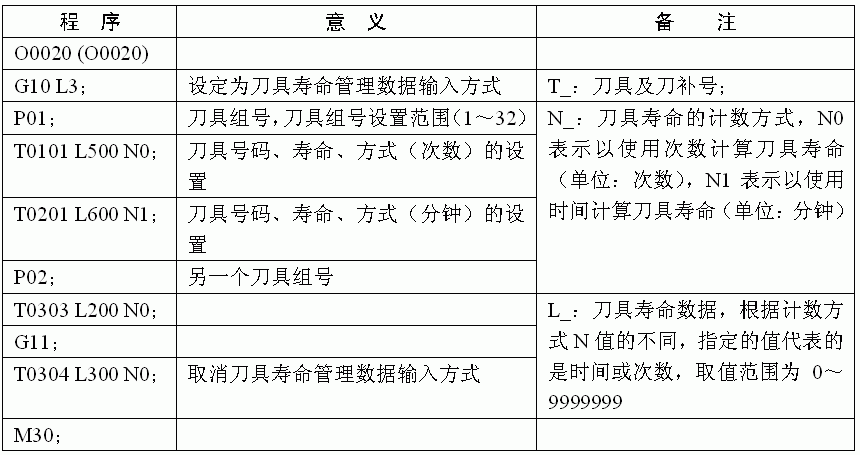 程 序
意 义
备 注
O0020 (O0020)
G10 L3;
设定为刀具寿命管理数据输入方式
T_: 刀具及刀补号;
P01;
刀具组号,刀具组号设置范围(1~32)
N_: 刀具寿命的计数方式, N0
表示以使用次数计算刀具寿命
(单位: 次数), N1 表示以使用
时间计算刀具寿命(单位: 分钟)
T0101 L500 N0;
刀具号码、寿命、方式(次数)的设
置
T0201 L600 N1;
刀具号码、寿命、方式(分钟)的设
置
P02;
另一个刀具组号
T0303 L200 N0;
L_: 刀具寿命数据, 根据计数方
式 N 值的不同, 指定的值代表的
是时间或次数, 取值范围为 0~
9999999
G11;
T0304 L300 N0;
取消刀具寿命管理数据输入方式
M30;